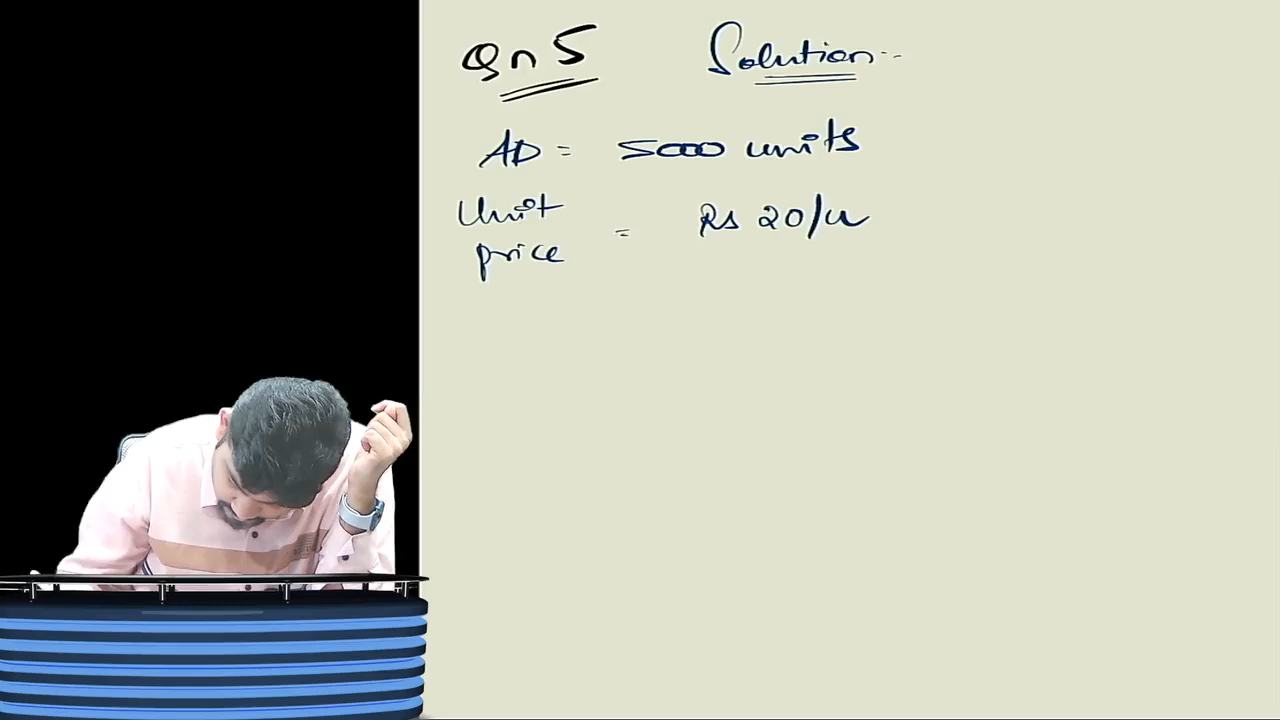 Qn 5 Solution:-
AD = 5000 units
Unit price = Rs 20/u